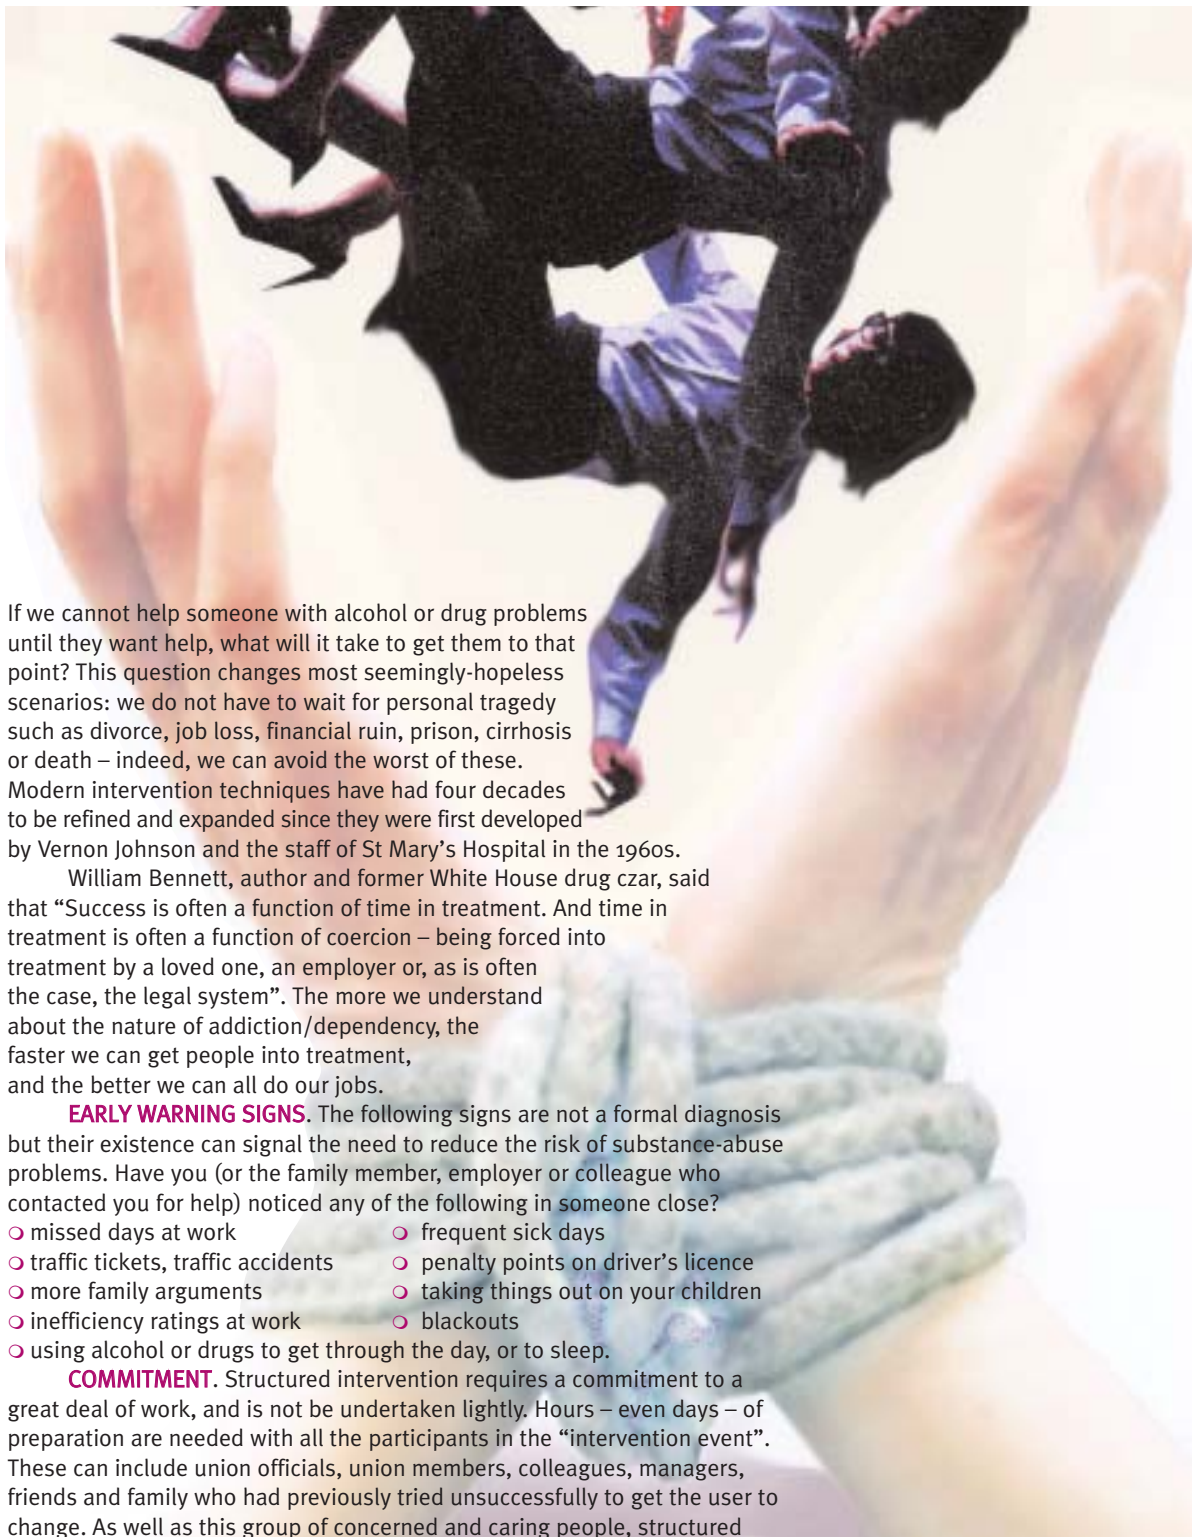 If we cannot help someone with alcohol or drug problems
until they want help, what will it take to get them to that
point? This question changes most seemingly-hopeless
scenarios: we do not have to wait for personal tragedy
such as divorce, job loss, financial ruin, prison, cirrhosis
or death – indeed, we can avoid the worst of these.
Modern intervention techniques have had four decades
to be refined and expanded since they were first developed
by Vernon Johnson and the staff of St Mary’s Hospital in the 1960s.
William Bennett, author and former White House drug czar, said
that “Success is often a function of time in treatment. And time in
treatment is often a function of coercion – being forced into
treatment by a loved one, an employer or, as is often
the case, the legal system”. The more we understand
about the nature of addiction/dependency, the
faster we can get people into treatment,
and the better we can all do our jobs.
EARLY WARNING SIGNS. The following signs are not a formal diagnosis
but their existence can signal the need to reduce the risk of substance-abuse
problems. Have you (or the family member, employer or colleague who
contacted you for help) noticed any of the following in someone close?
❍ missed days at work ❍ frequent sick days
❍ traffic tickets, traffic accidents ❍ penalty points on driver’s licence
❍ more family arguments ❍ taking things out on your children
❍ inefficiency ratings at work ❍ blackouts
❍ using alcohol or drugs to get through the day, or to sleep.
COMMITMENT. Structured intervention requires a commitment to a
great deal of work, and is not be undertaken lightly. Hours – even days – of
preparation are needed with all the participants in the “intervention event”.
These can include union officials, union members, colleagues, managers,
friends and family who had previously tried unsuccessfully to get the user to
change. As well as this group of concerned and caring people, structured